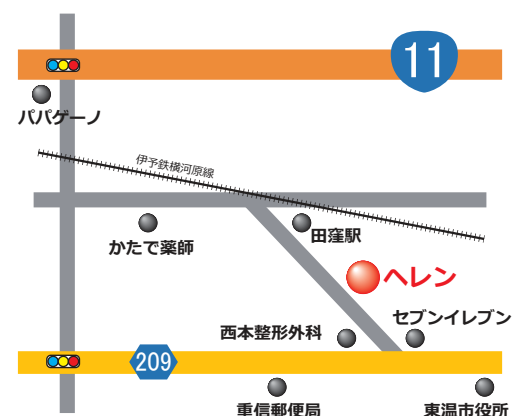 11
パパゲーノ
伊予鉄横河原線
かたで薬師
田窪駅
ヘレン
セブンイレブン
西本整形外科
209
重信郵便局
東温市役所